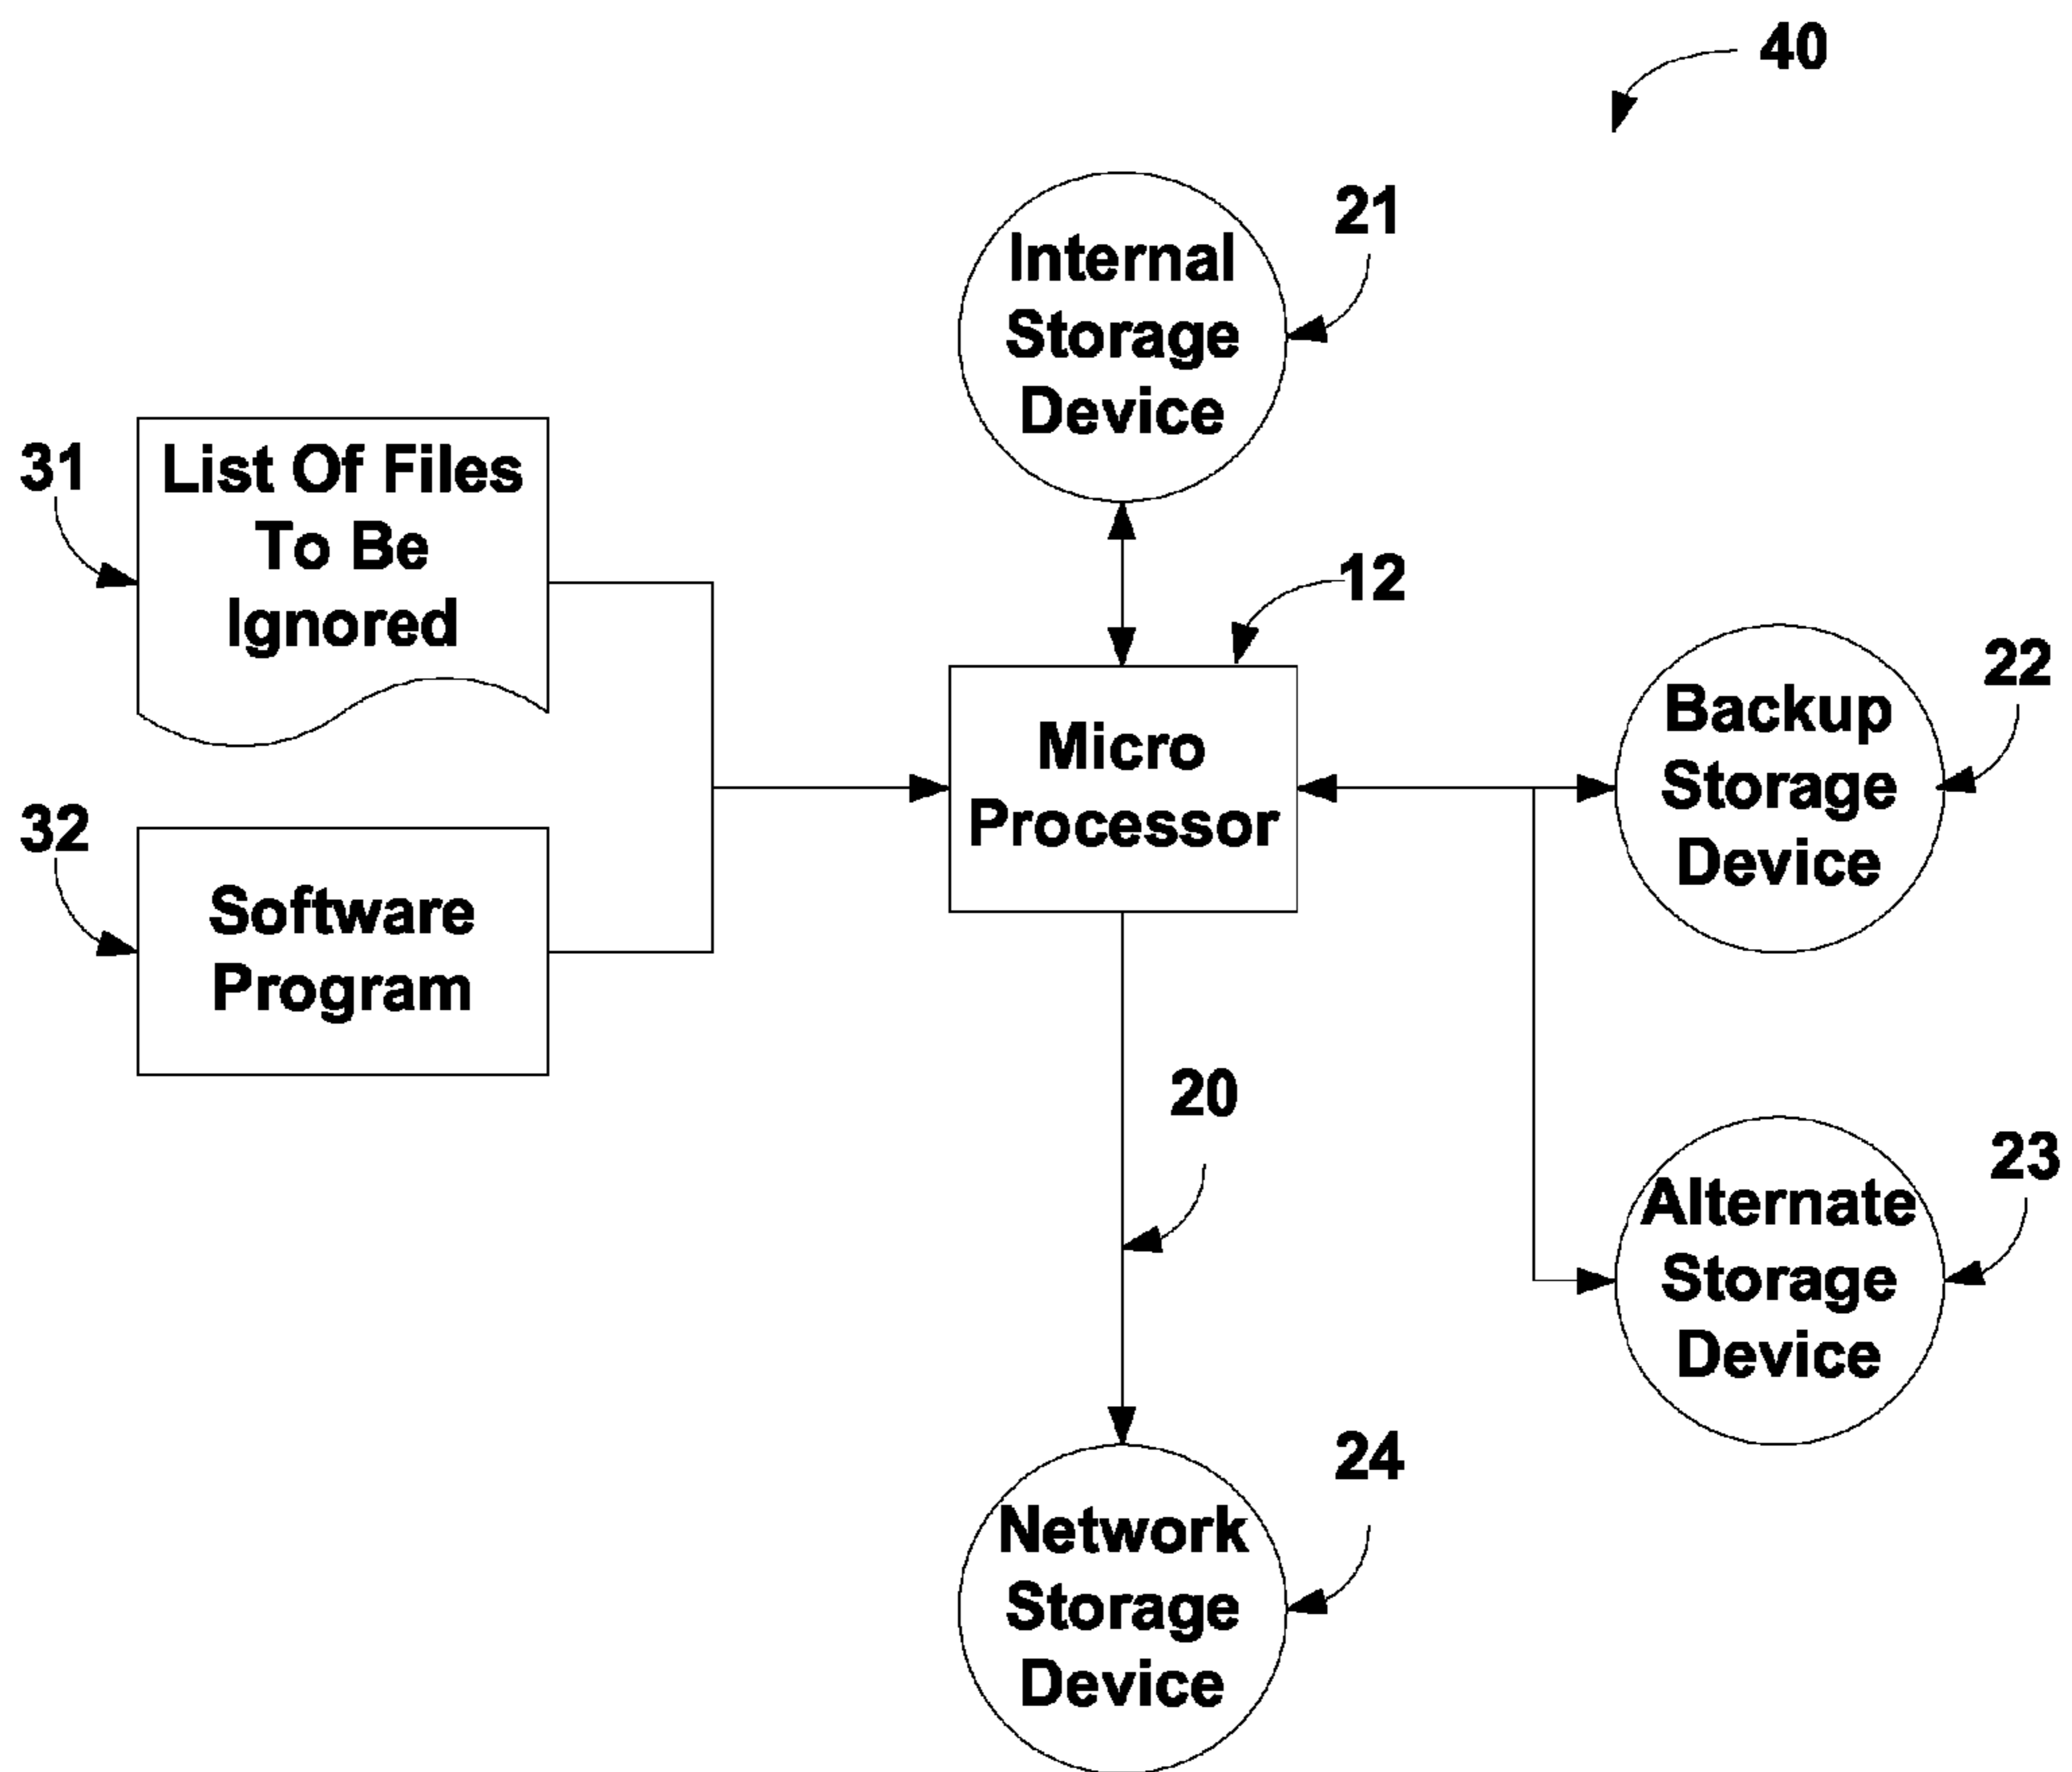 40
21
Internal
Storage
Device
31
List Of Files
To Be
Ignored
12
22
Micro
Processor
Backup
Storage
Device
32
Software
Program
20
23
Alternate
Storage
Device
24
Network
Storage
Device